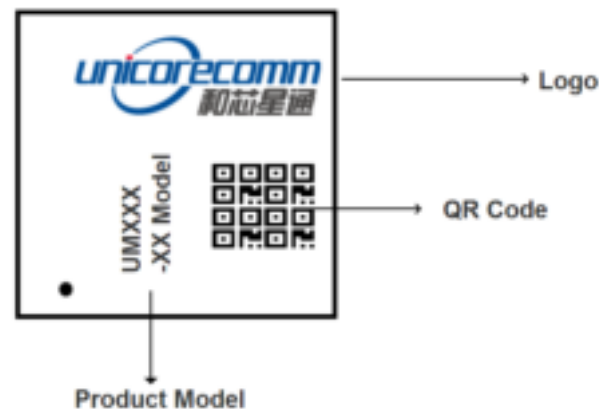 unicorecomm
和芯星通
Logo
UMXXX
-XX Model
QR Code
Product Model